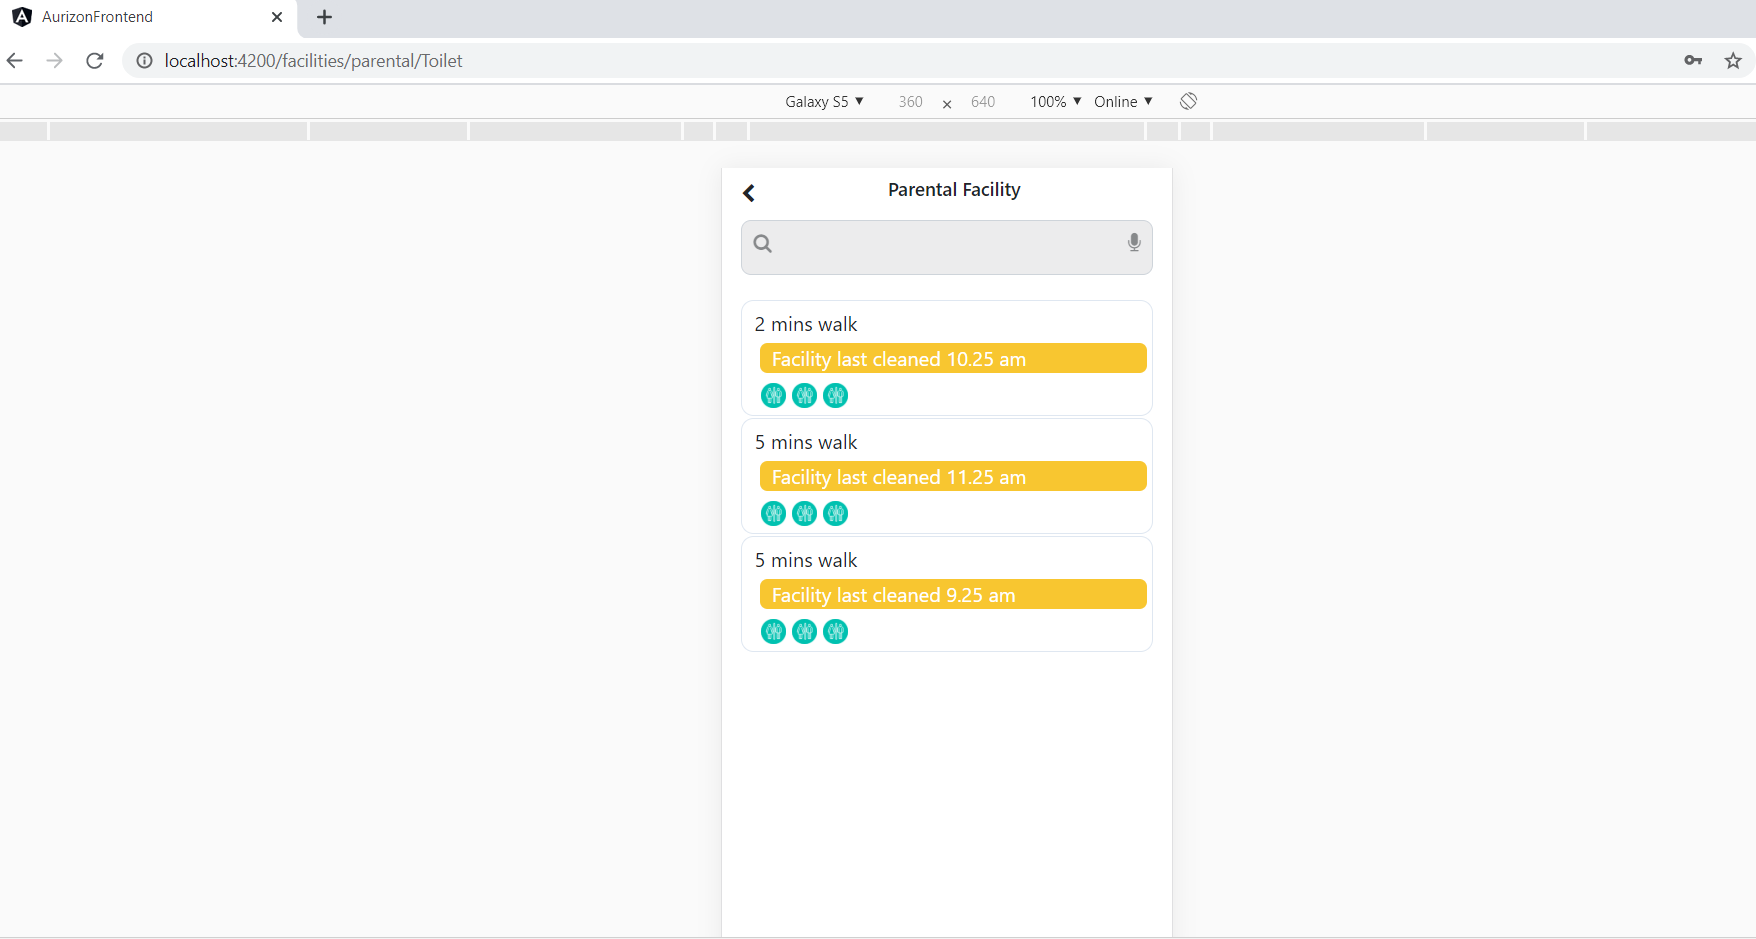 AurizonFrontend
localhost:4200/facilities/parental/Toilet
Galaxy S5 ▼ 360 × 640 100% ▼ Online ▼
Parental Facility
2 mins walk
Facility last cleaned 10.25 am
5 mins walk
Facility last cleaned 11.25 am
5 mins walk
Facility last cleaned 9.25 am